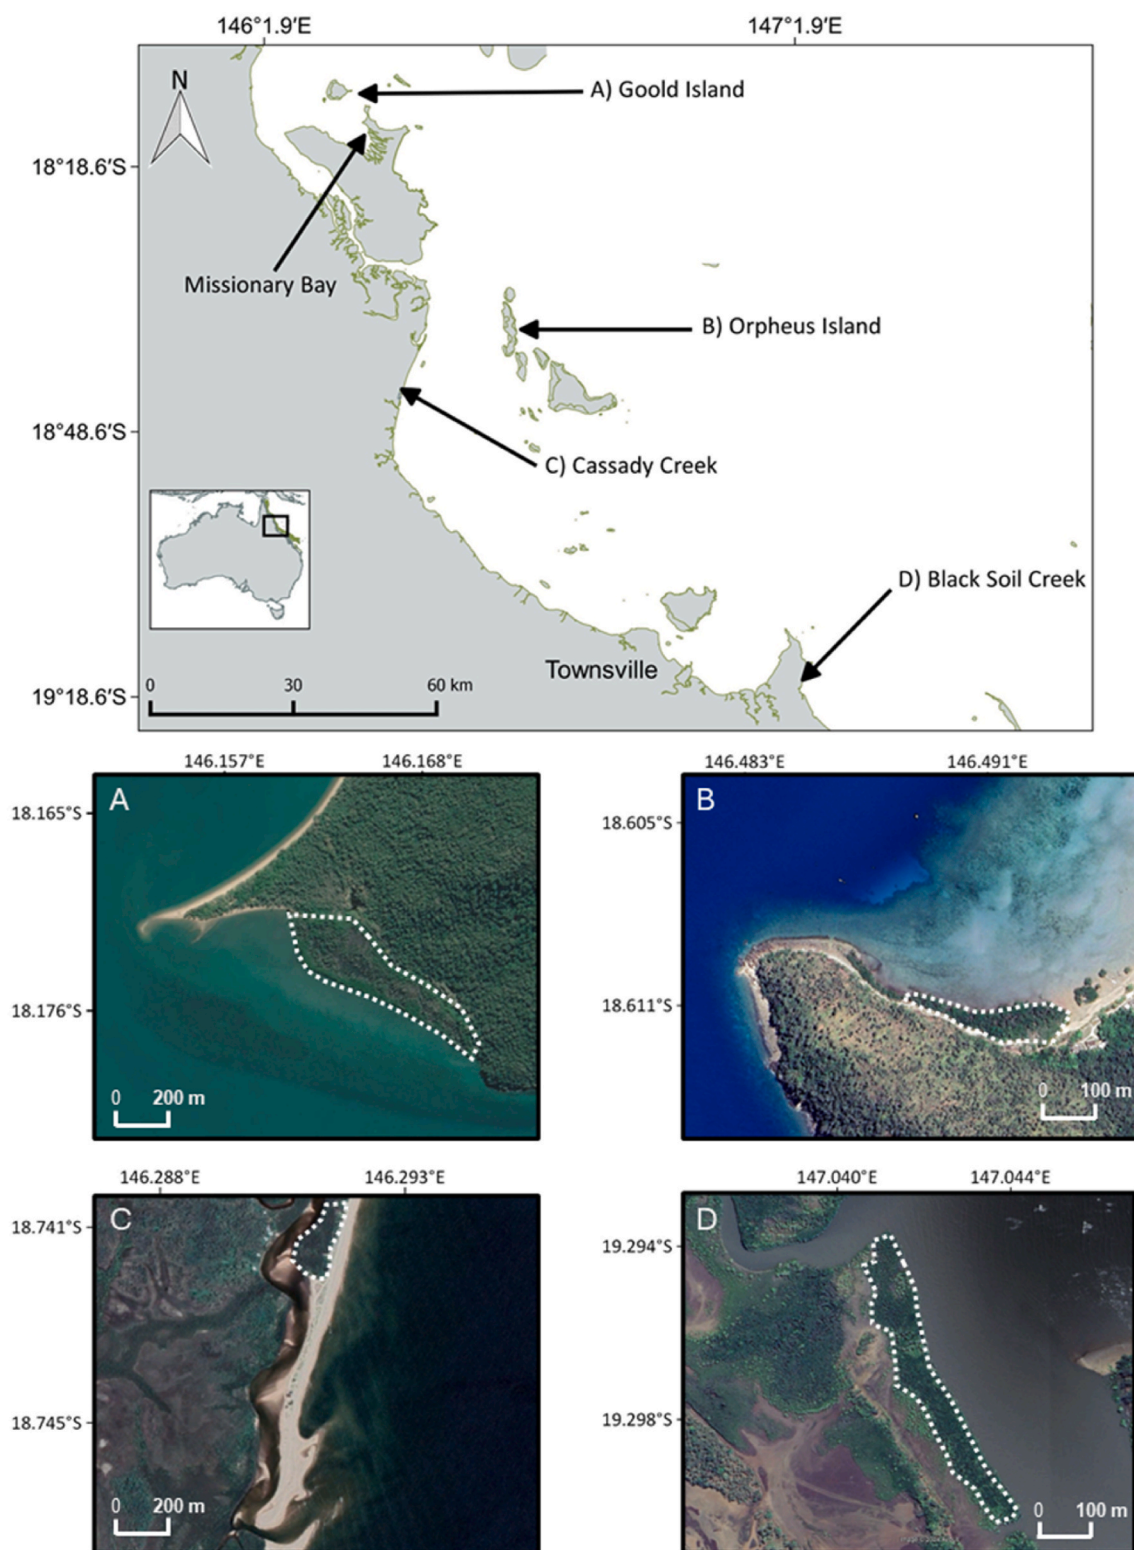 146°1.9′E 147°1.9′E
N
A) Goold Island
18°18.6′S
Missionary Bay
B) Orpheus Island
18°48.6′S
C) Cassady Creek
D) Black Soil Creek
Townsville
0 30 60 km
19°18.6′S
146.157°E 146.168°E
146.483°E 146.491°E
A
18.165°S
18.176°S
0 200 m
B
18.605°S
18.611°S
0 100 m
146.288°E 146.293°E
147.040°E 147.044°E
C
18.741°S
18.745°S
0 200 m
D
19.294°S
19.298°S
0 100 m